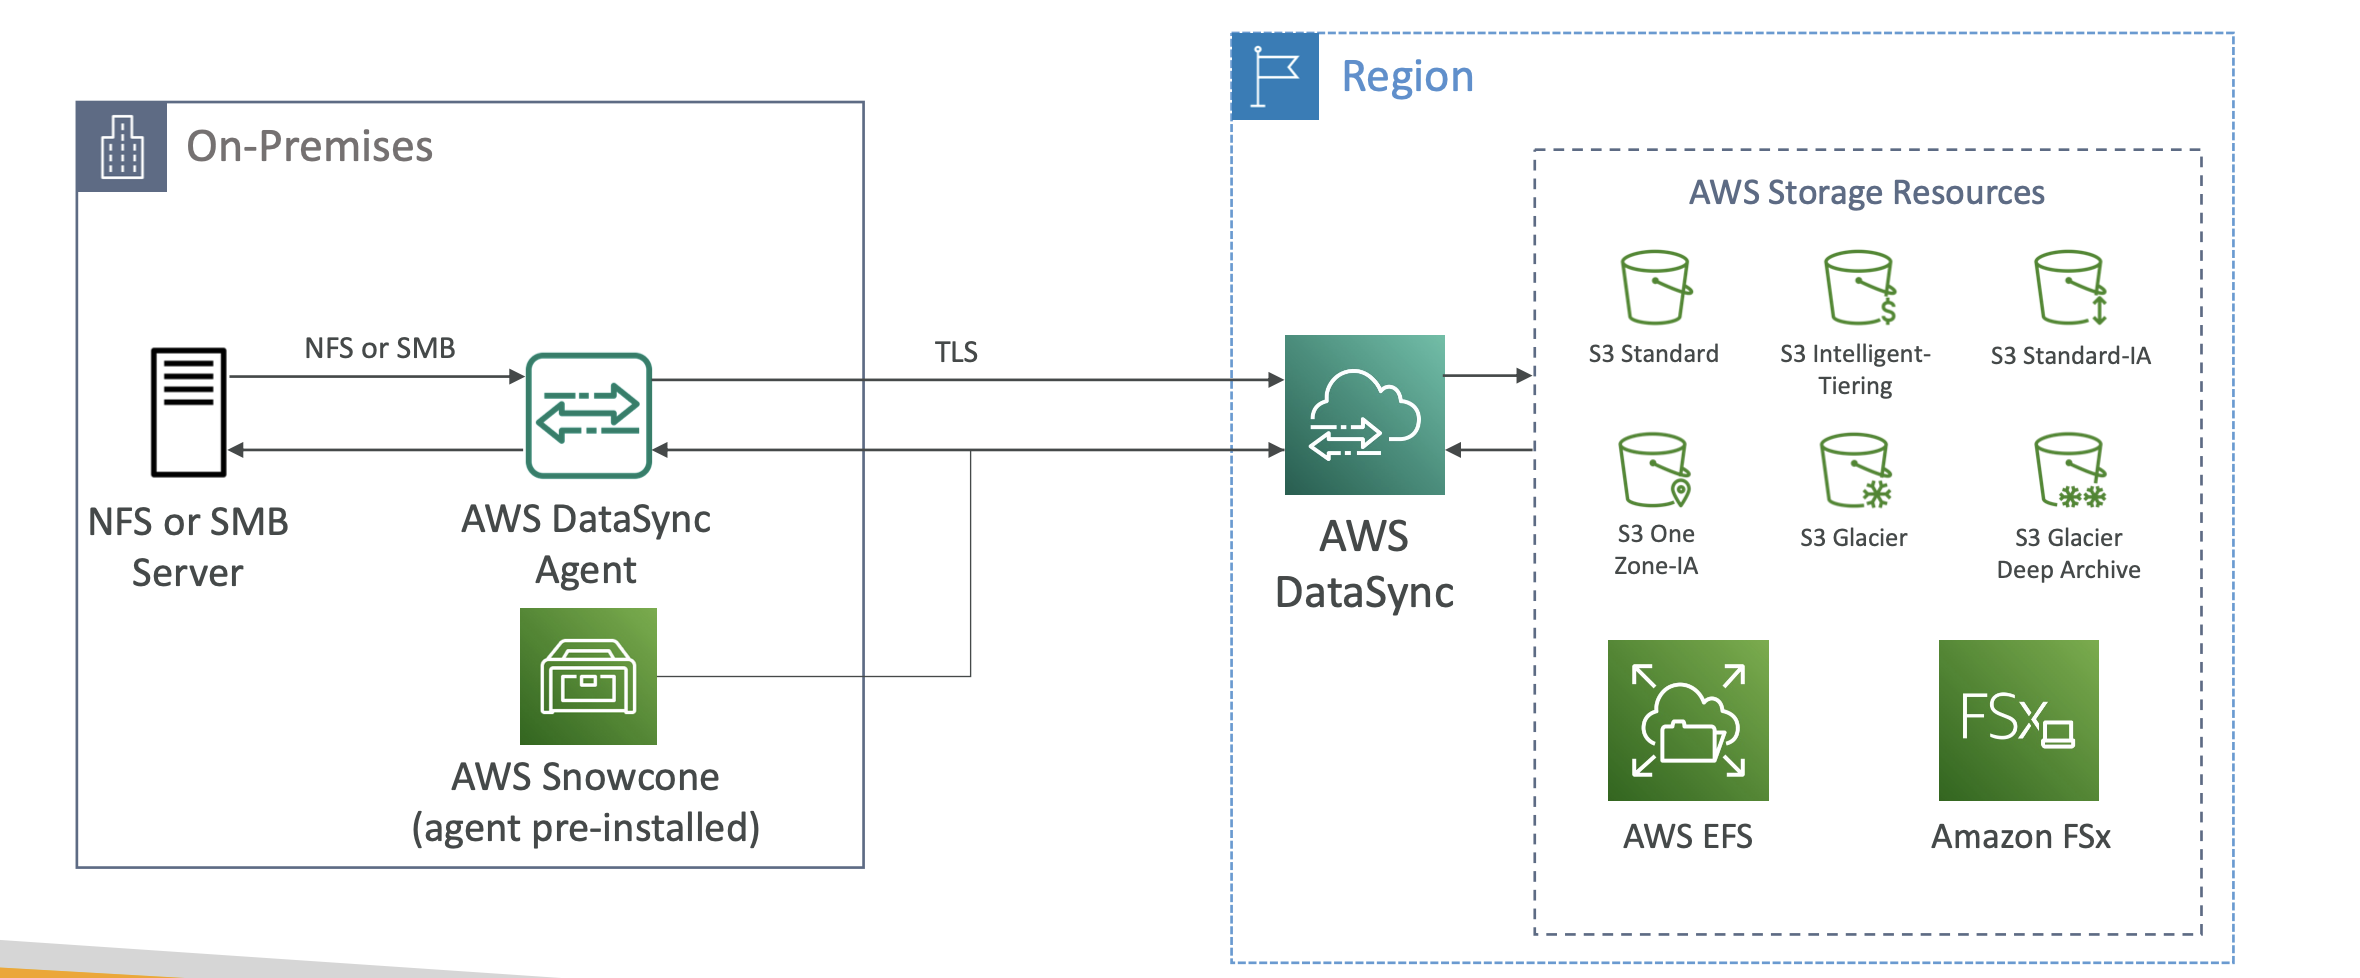 Region
On-Premises
AWS Storage Resources
NFS or SMB
TLS
S3 Standard
S3 Intelligent-
Tiering
S3 Standard-IA
NFS or SMB
Server
AWS DataSync
Agent
AWS
DataSync
S3 One
Zone-IA
S3 Glacier
S3 Glacier
Deep Archive
AWS Snowcone
(agent pre-installed)
$
FSx
AWS EFS
Amazon FSx